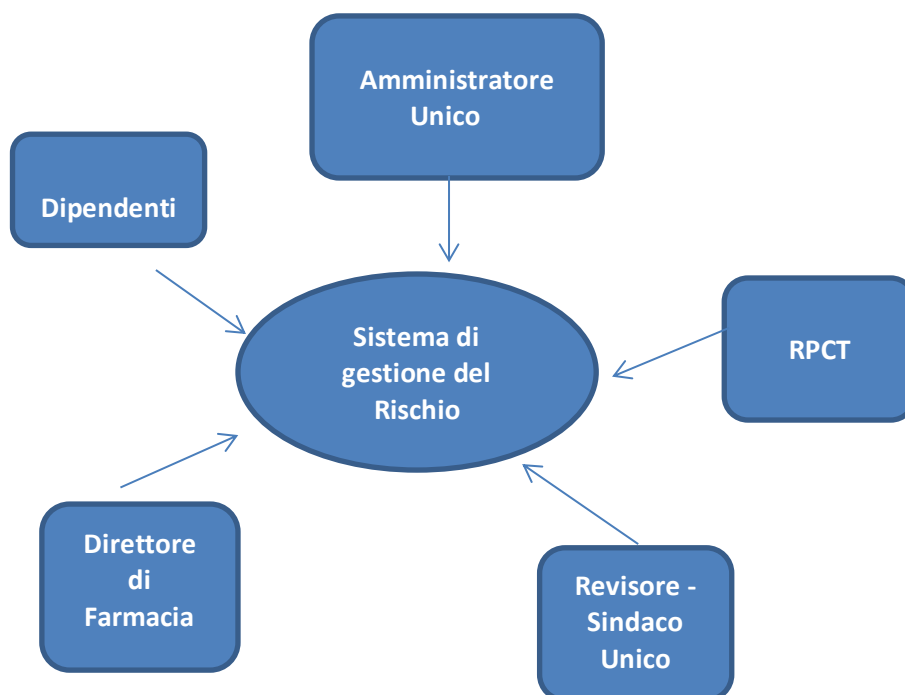 Amministratore
Unico
Dipendenti
Sistema di
gestione del
Rischio
RPCT
Direttore
di
Farmacia
Revisore -
Sindaco
Unico